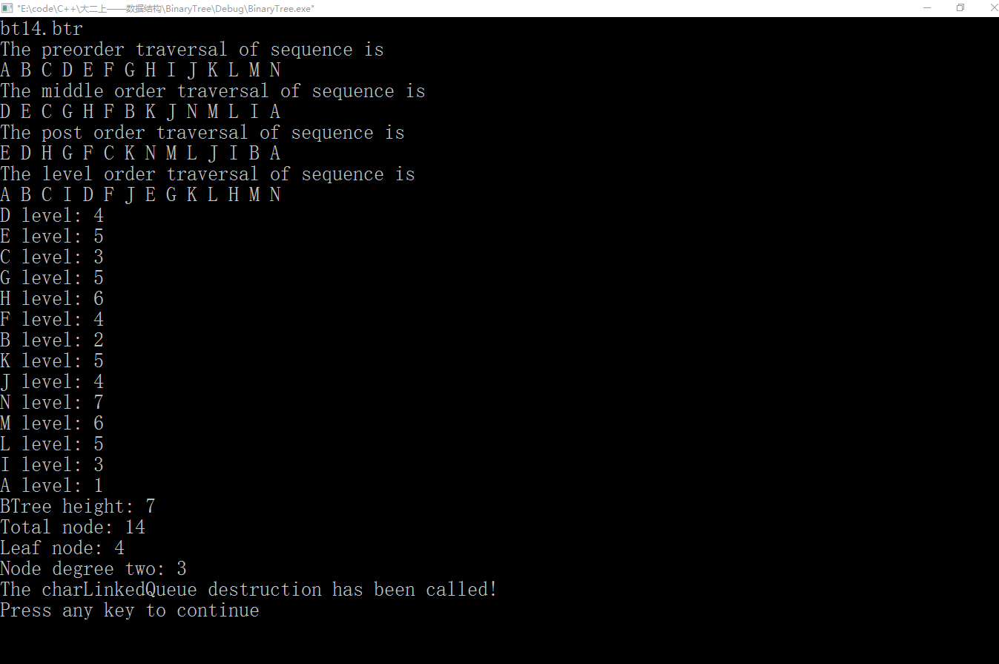 "E:\code\C++\大二上——数据结构\BinaryTree\Debug\BinaryTree.exe"
bt14.btr
The preorder traversal of sequence is
A B C D E F G H I J K L M N
The middle order traversal of sequence is
D E C G H F B K J N M L I A
The post order traversal of sequence is
E D H G F C K N M L J I B A
The level order traversal of sequence is
A B C I D F J E G K L H M N
D level: 4
E level: 5
C level: 3
G level: 5
H level: 6
F level: 4
B level: 2
K level: 5
J level: 4
N level: 7
M level: 6
L level: 5
I level: 3
A level: 1
BTree height: 7
Total node: 14
Leaf node: 4
Node degree two: 3
The charLinkedQueue destruction has been called!
Press any key to continue